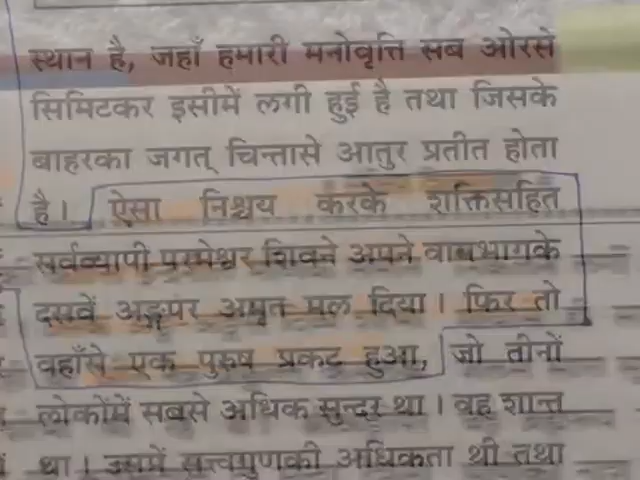 स्थान है, जहाँ हमारी मनोवृत्ति सब ओरसे
सिमिटकर इसीमें लगी हुई है तथा जिसके
बाहरका जगत् चिन्तासे आतुर प्रतीत होता
है। ऐसा निश्चय करके शक्तिसहित
सर्वव्यापी परमेश्वर शिवने अपने वामभागके
दसवें अङ्गपर अमृत मल दिया। फिर तो
वहाँसे एक पुरुष प्रकट हुआ, जो तीनों
लोकोंमें सबसे अधिक सुन्दर था। वह शान्त
था। उसमें सत्त्वगुणकी अधिकता थी तथा